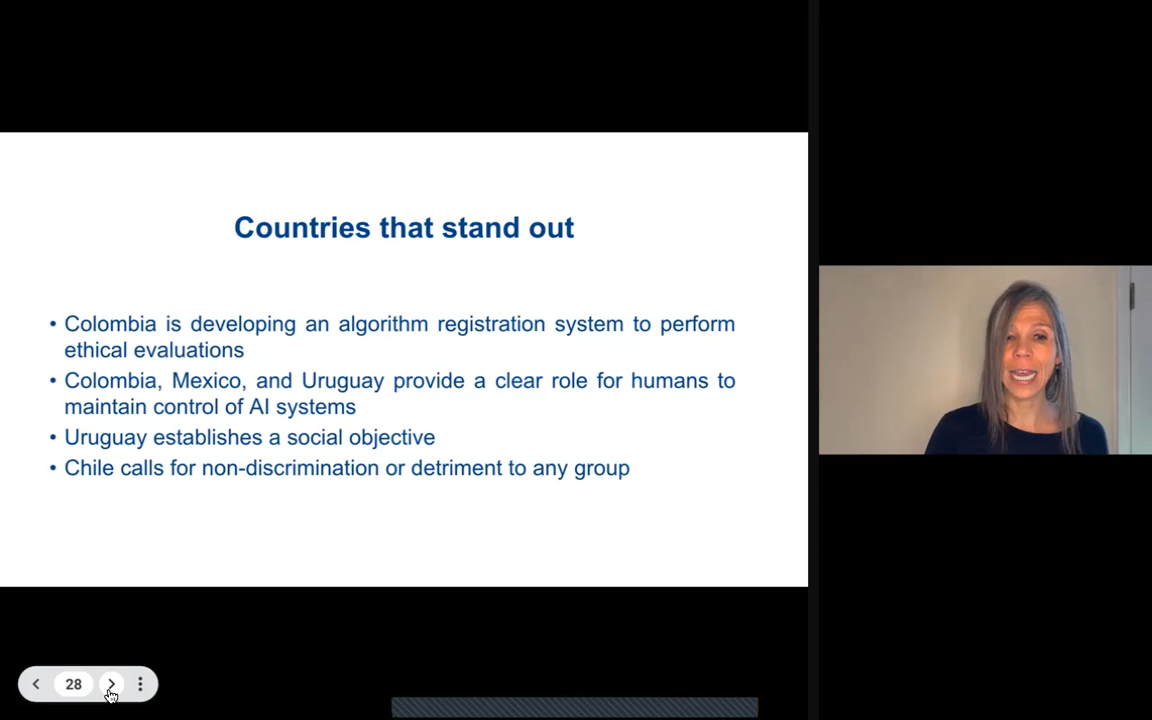 Countries that stand out
• Colombia is developing an algorithm registration system to perform
ethical evaluations
• Colombia, Mexico, and Uruguay provide a clear role for humans to
maintain control of AI systems
• Uruguay establishes a social objective
• Chile calls for non-discrimination or detriment to any group
28